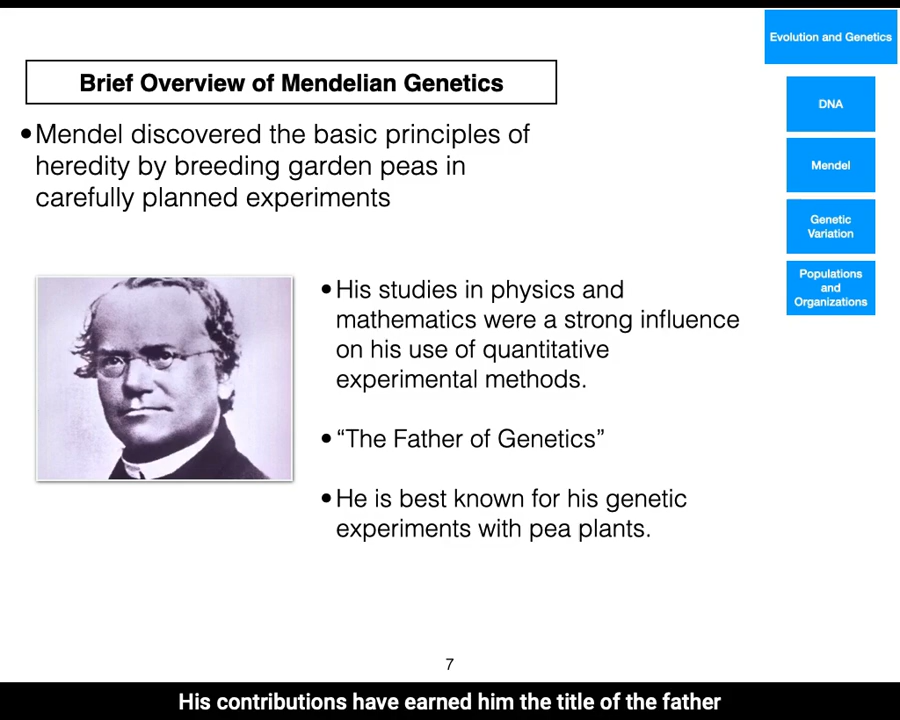 Evolution and Genetics
Brief Overview of Mendelian Genetics
DNA
•Mendel discovered the basic principles of
heredity by breeding garden peas in
carefully planned experiments
Mendel
Genetic
Variation
Populations
and
Organizations
•His studies in physics and
mathematics were a strong influence
on his use of quantitative
experimental methods.
•“The Father of Genetics”
•He is best known for his genetic
experiments with pea plants.
7
His contributions have earned him the title of the father